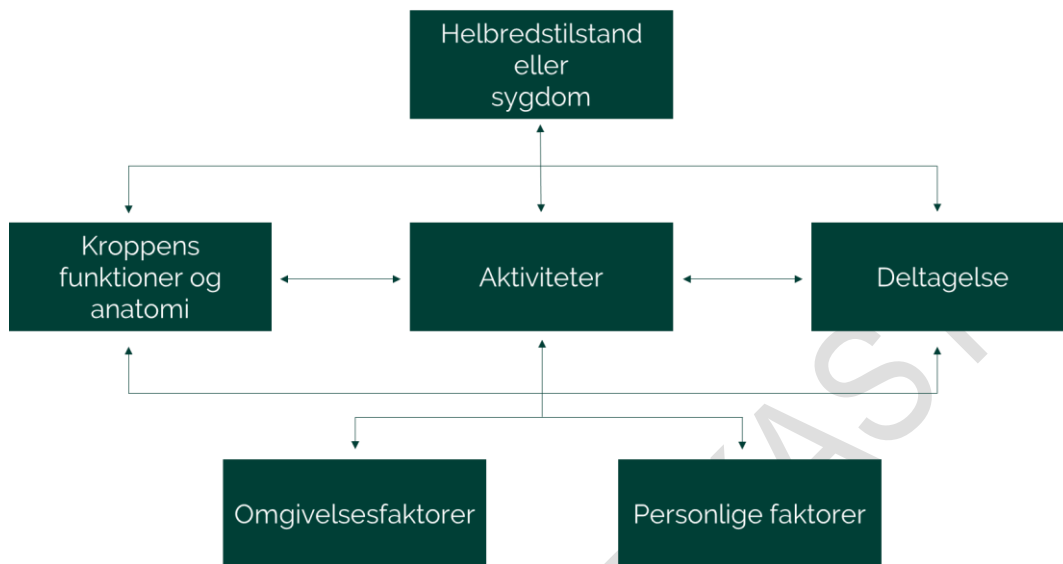 Helbredstilstand
eller
sygdom
Kroppens
funktioner og
anatomi
Aktiviteter
Deltagelse
Omgivelsesfaktorer
Personlige faktorer